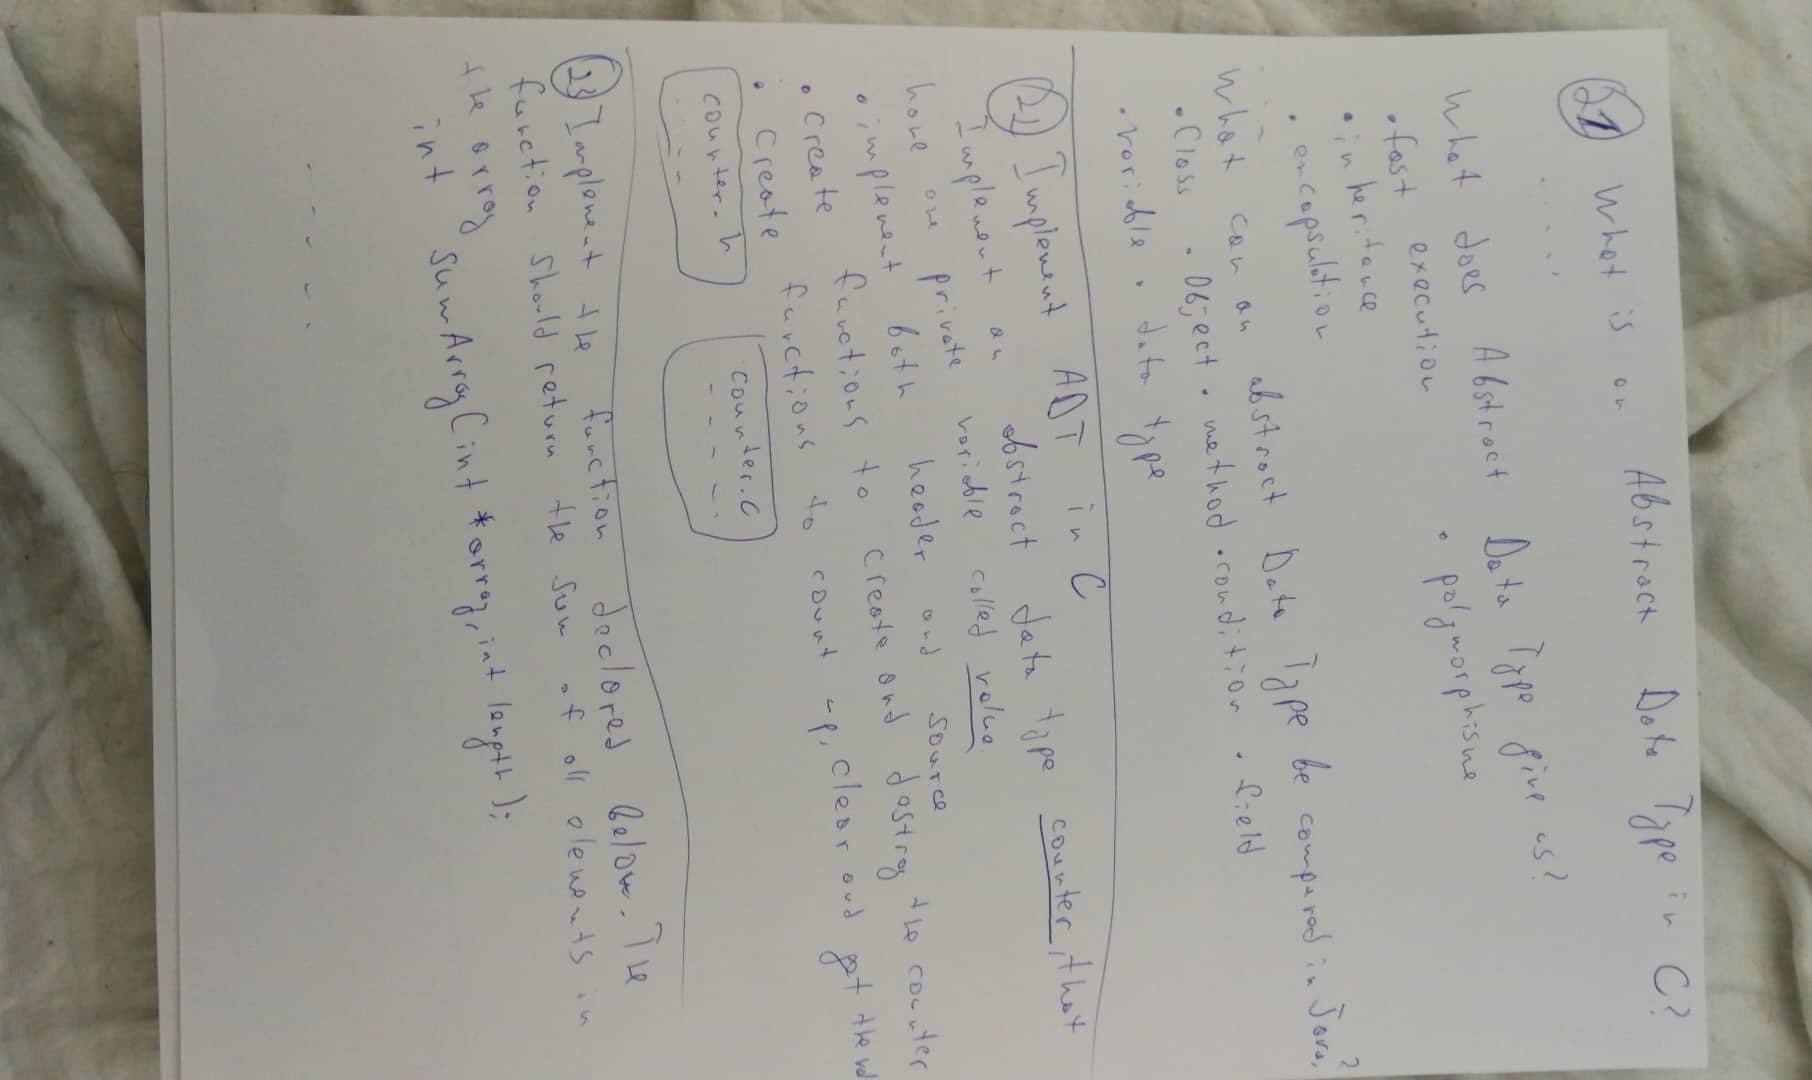 21 What is an Abstract Data Type in C?
.....
What does Abstract Data Type give us?
• fast execution • polymorphisme
• inheritance
• encapsulation
.....
What can an abstract Data Type be compared in Java?
• Class • Object • method • condition • field
• variable • data type
22 Implement ADT in C
Implement an abstract data type counter, that
have one private variable called value
• implement both header and source
• Create functions to create and destroy the counter
• Create functions to count up, clear and get the val
counter.h counter.c
..... -----
23 Implement the function declared below. The
function should return the sum of all elements in
the array
int sumArray(int *array, int length);
.....